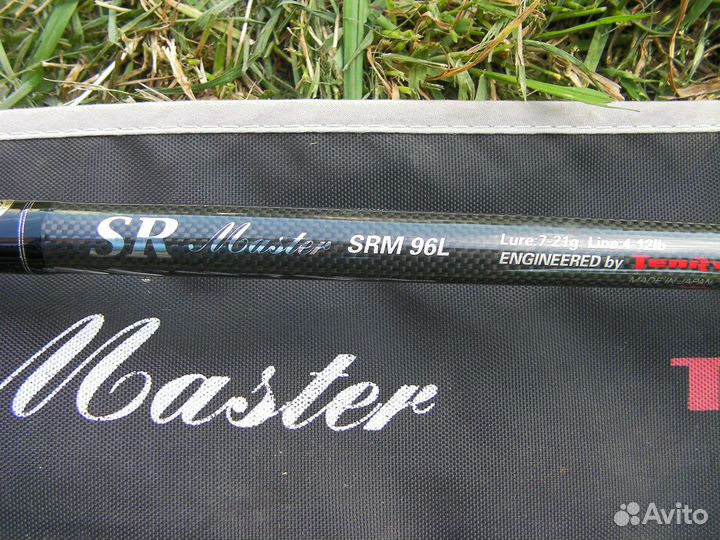 SR Master SRM 96L
Lure:7-21g Line:4-12lb
ENGINEERED by
MADE IN JAPAN
Master
Avito